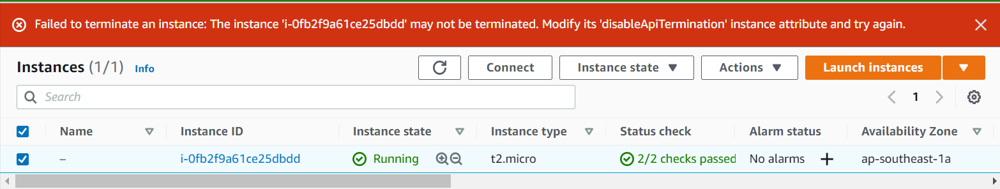 Failed to terminate an instance: The instance 'i-0fb2f9a61ce25dbdd' may not be terminated. Modify its 'disableApiTermination' instance attribute and try again.
Instances (1/1) Info Connect Instance state Actions Launch instances
Search 1
Name Instance ID Instance state Instance type Status check Alarm status Availability Zone
– i-0fb2f9a61ce25dbdd Running t2.micro 2/2 checks passed No alarms + ap-southeast-1a